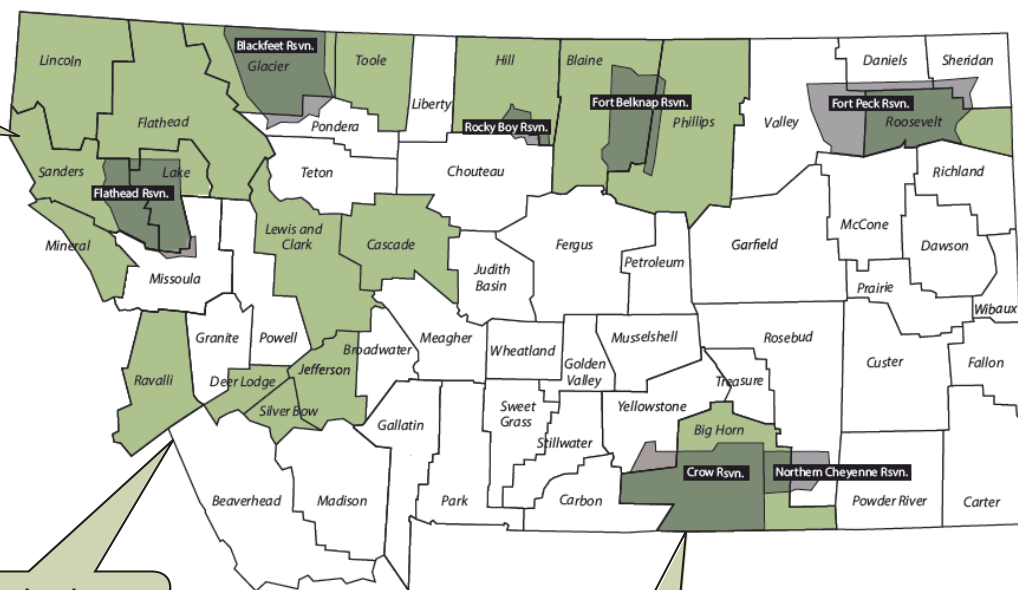 Lincoln
Blackfeet Rsvn.
Glacier
Toole
Hill
Blaine
Daniels
Sheridan
Liberty
Flathead
Pondera
Rocky Boy Rsvn.
Fort Belknap Rsvn.
Phillips
Valley
Fort Peck Rsvn.
Roosevelt
Sanders
Lake
Flathead Rsvn.
Teton
Chouteau
Richland
Mineral
Missoula
Lewis and
Clark
Cascade
Fergus
Judith
Basin
Petroleum
Garfield
McCone
Dawson
Prairie
Wibaux
Granite
Powell
Broadwater
Meagher
Wheatland
Golden
Valley
Musselshell
Rosebud
Custer
Fallon
Ravalli
Deer Lodge
Jefferson
Silver Bow
Treasure
Gallatin
Sweet
Grass
Stillwater
Yellowstone
Big Horn
Crow Rsvn.
Northern Cheyenne Rsvn.
Beaverhead
Madison
Park
Carbon
Powder River
Carter